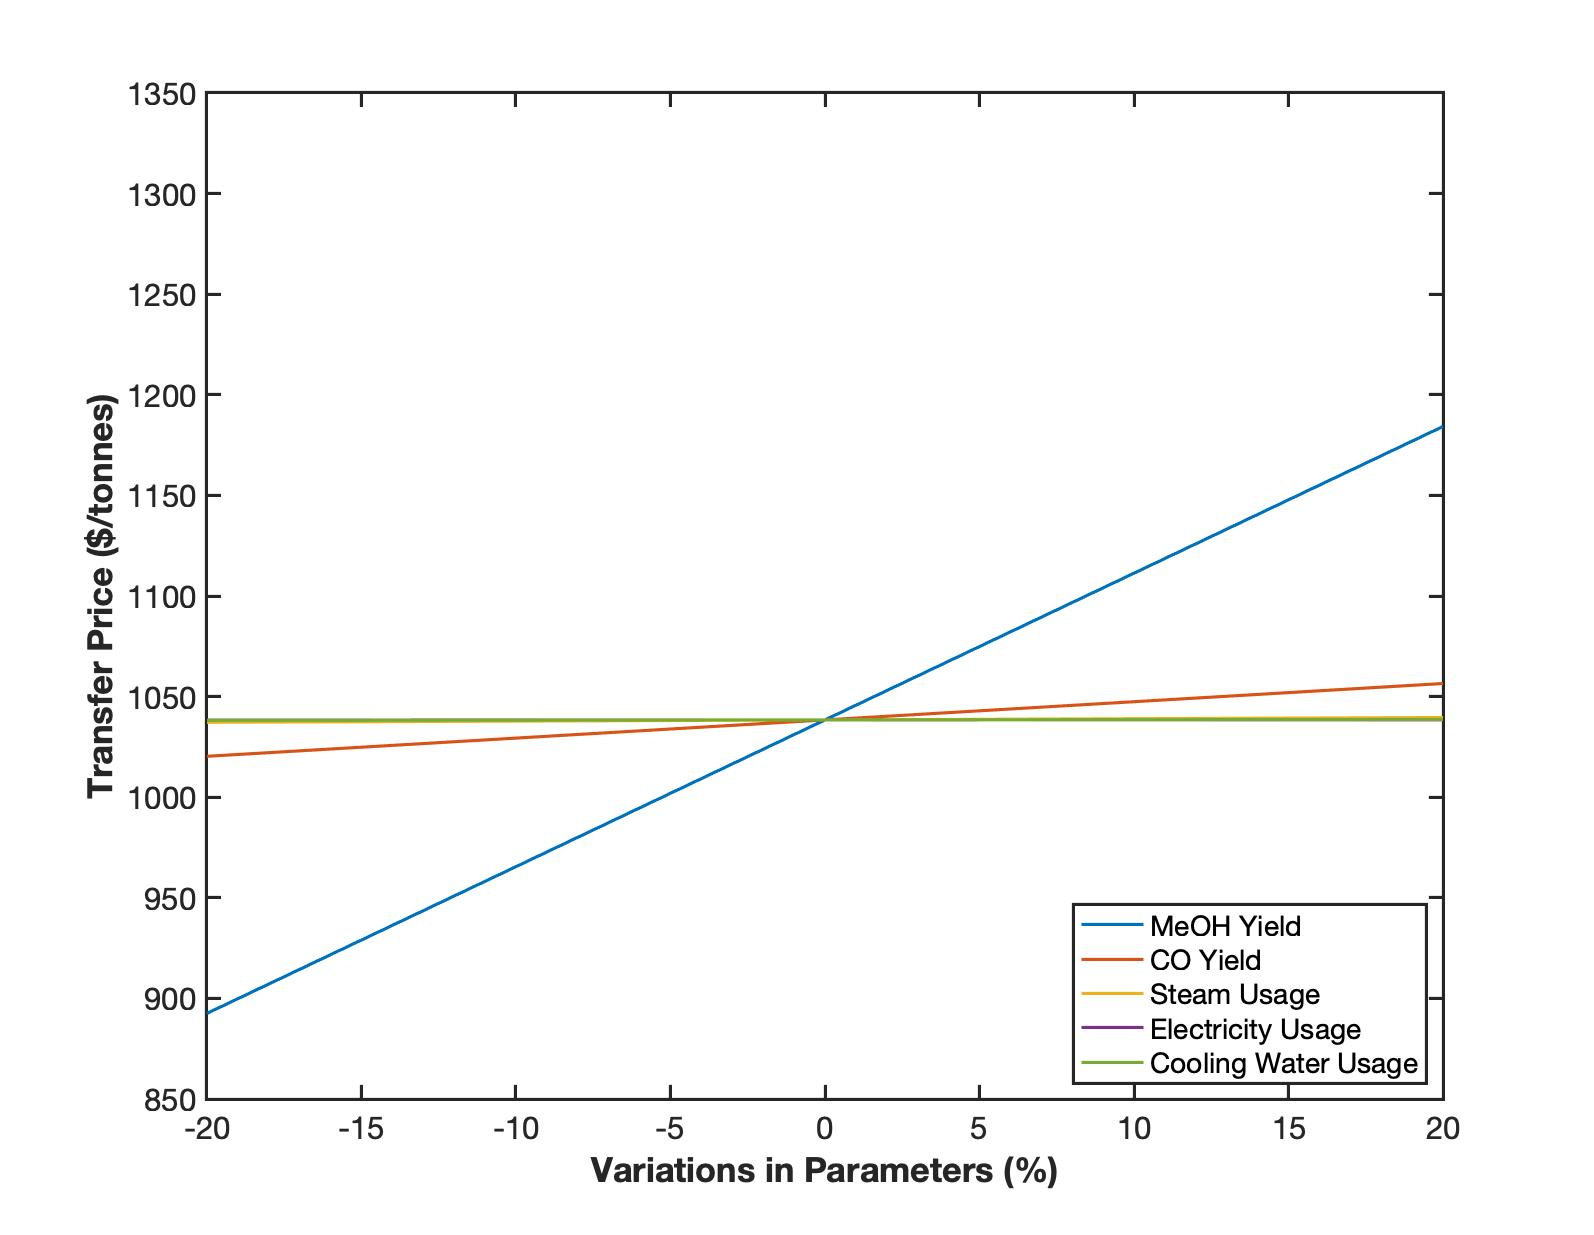 1350
1300
1250
1200
1150
1100
1050
1000
950
900
850
Transfer Price ($/tonnes)
MeOH Yield
CO Yield
Steam Usage
Electricity Usage
Cooling Water Usage
-20 -15 -10 -5 0 5 10 15 20
Variations in Parameters (%)